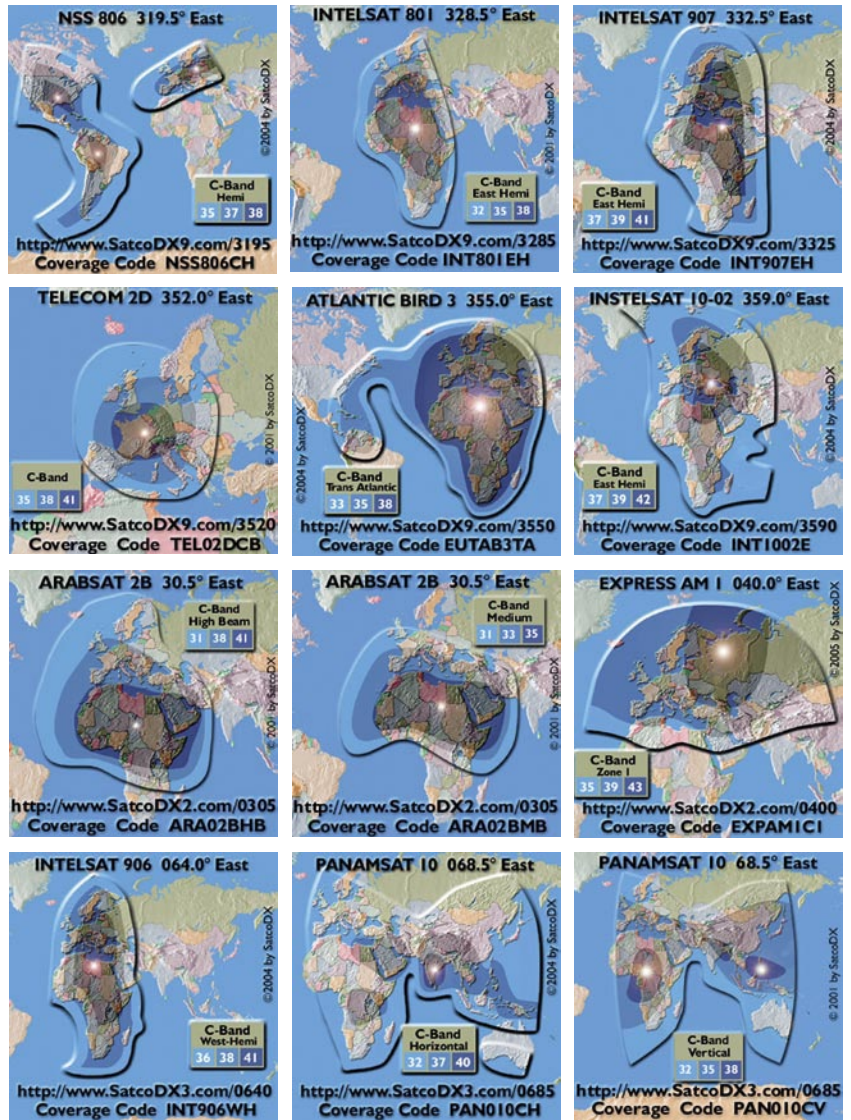 NSS 806 319.5° East
©2004 by SatcoDX
C-Band
Hemi
35 37 38
http://www.SatcoDX9.com/3195
Coverage Code NSS806CH
INTELSAT 801 328.5° East
© 2001 by SatcoDX
C-Band
East Hemi
32 35 38
http://www.SatcoDX9.com/3285
Coverage Code INT801EH
INTELSAT 907 332.5° East
©2004 by SatcoDX
C-Band
East Hemi
37 39 41
http://www.SatcoDX9.com/3325
Coverage Code INT907EH
TELECOM 2D 352.0° East
© 2001 by SatcoDX
C-Band
35 38 41
http://www.SatcoDX9.com/3520
Coverage Code TEL02DCB
ATLANTIC BIRD 3 355.0° East
©2004 by SatcoDX
C-Band
Trans Atlantic
33 35 38
http://www.SatcoDX9.com/3550
Coverage Code EUTAB3TA
INSTELSAT 10-02 359.0° East
©2004 by SatcoDX
C-Band
East Hemi
37 39 42
http://www.SatcoDX9.com/3590
Coverage Code INT1002E
ARABSAT 2B 30.5° East
C-Band
High Beam
31 38 41
© 2001 by SatcoDX
http://www.SatcoDX2.com/0305
Coverage Code ARA02BHB
ARABSAT 2B 30.5° East
C-Band
Medium
31 33 35
© 2001 by SatcoDX
http://www.SatcoDX2.com/0305
Coverage Code ARA02BMB
EXPRESS AM 1 040.0° East
©2005 by SatcoDX
C-Band
Zone 1
35 39 43
http://www.SatcoDX2.com/0400
Coverage Code EXPAM1C1
INTELSAT 906 064.0° East
©2004 by SatcoDX
C-Band
West-Hemi
36 38 41
http://www.SatcoDX3.com/0640
Coverage Code INT906WH
PANAMSAT 10 068.5° East
©2004 by SatcoDX
C-Band
Horizontal
32 37 40
http://www.SatcoDX3.com/0685
Coverage Code PAN010CH
PANAMSAT 10 68.5° East
© 2001 by SatcoDX
C-Band
Vertical
32 35 38
http://www.SatcoDX3.com/0685
Coverage Code PAN010CV